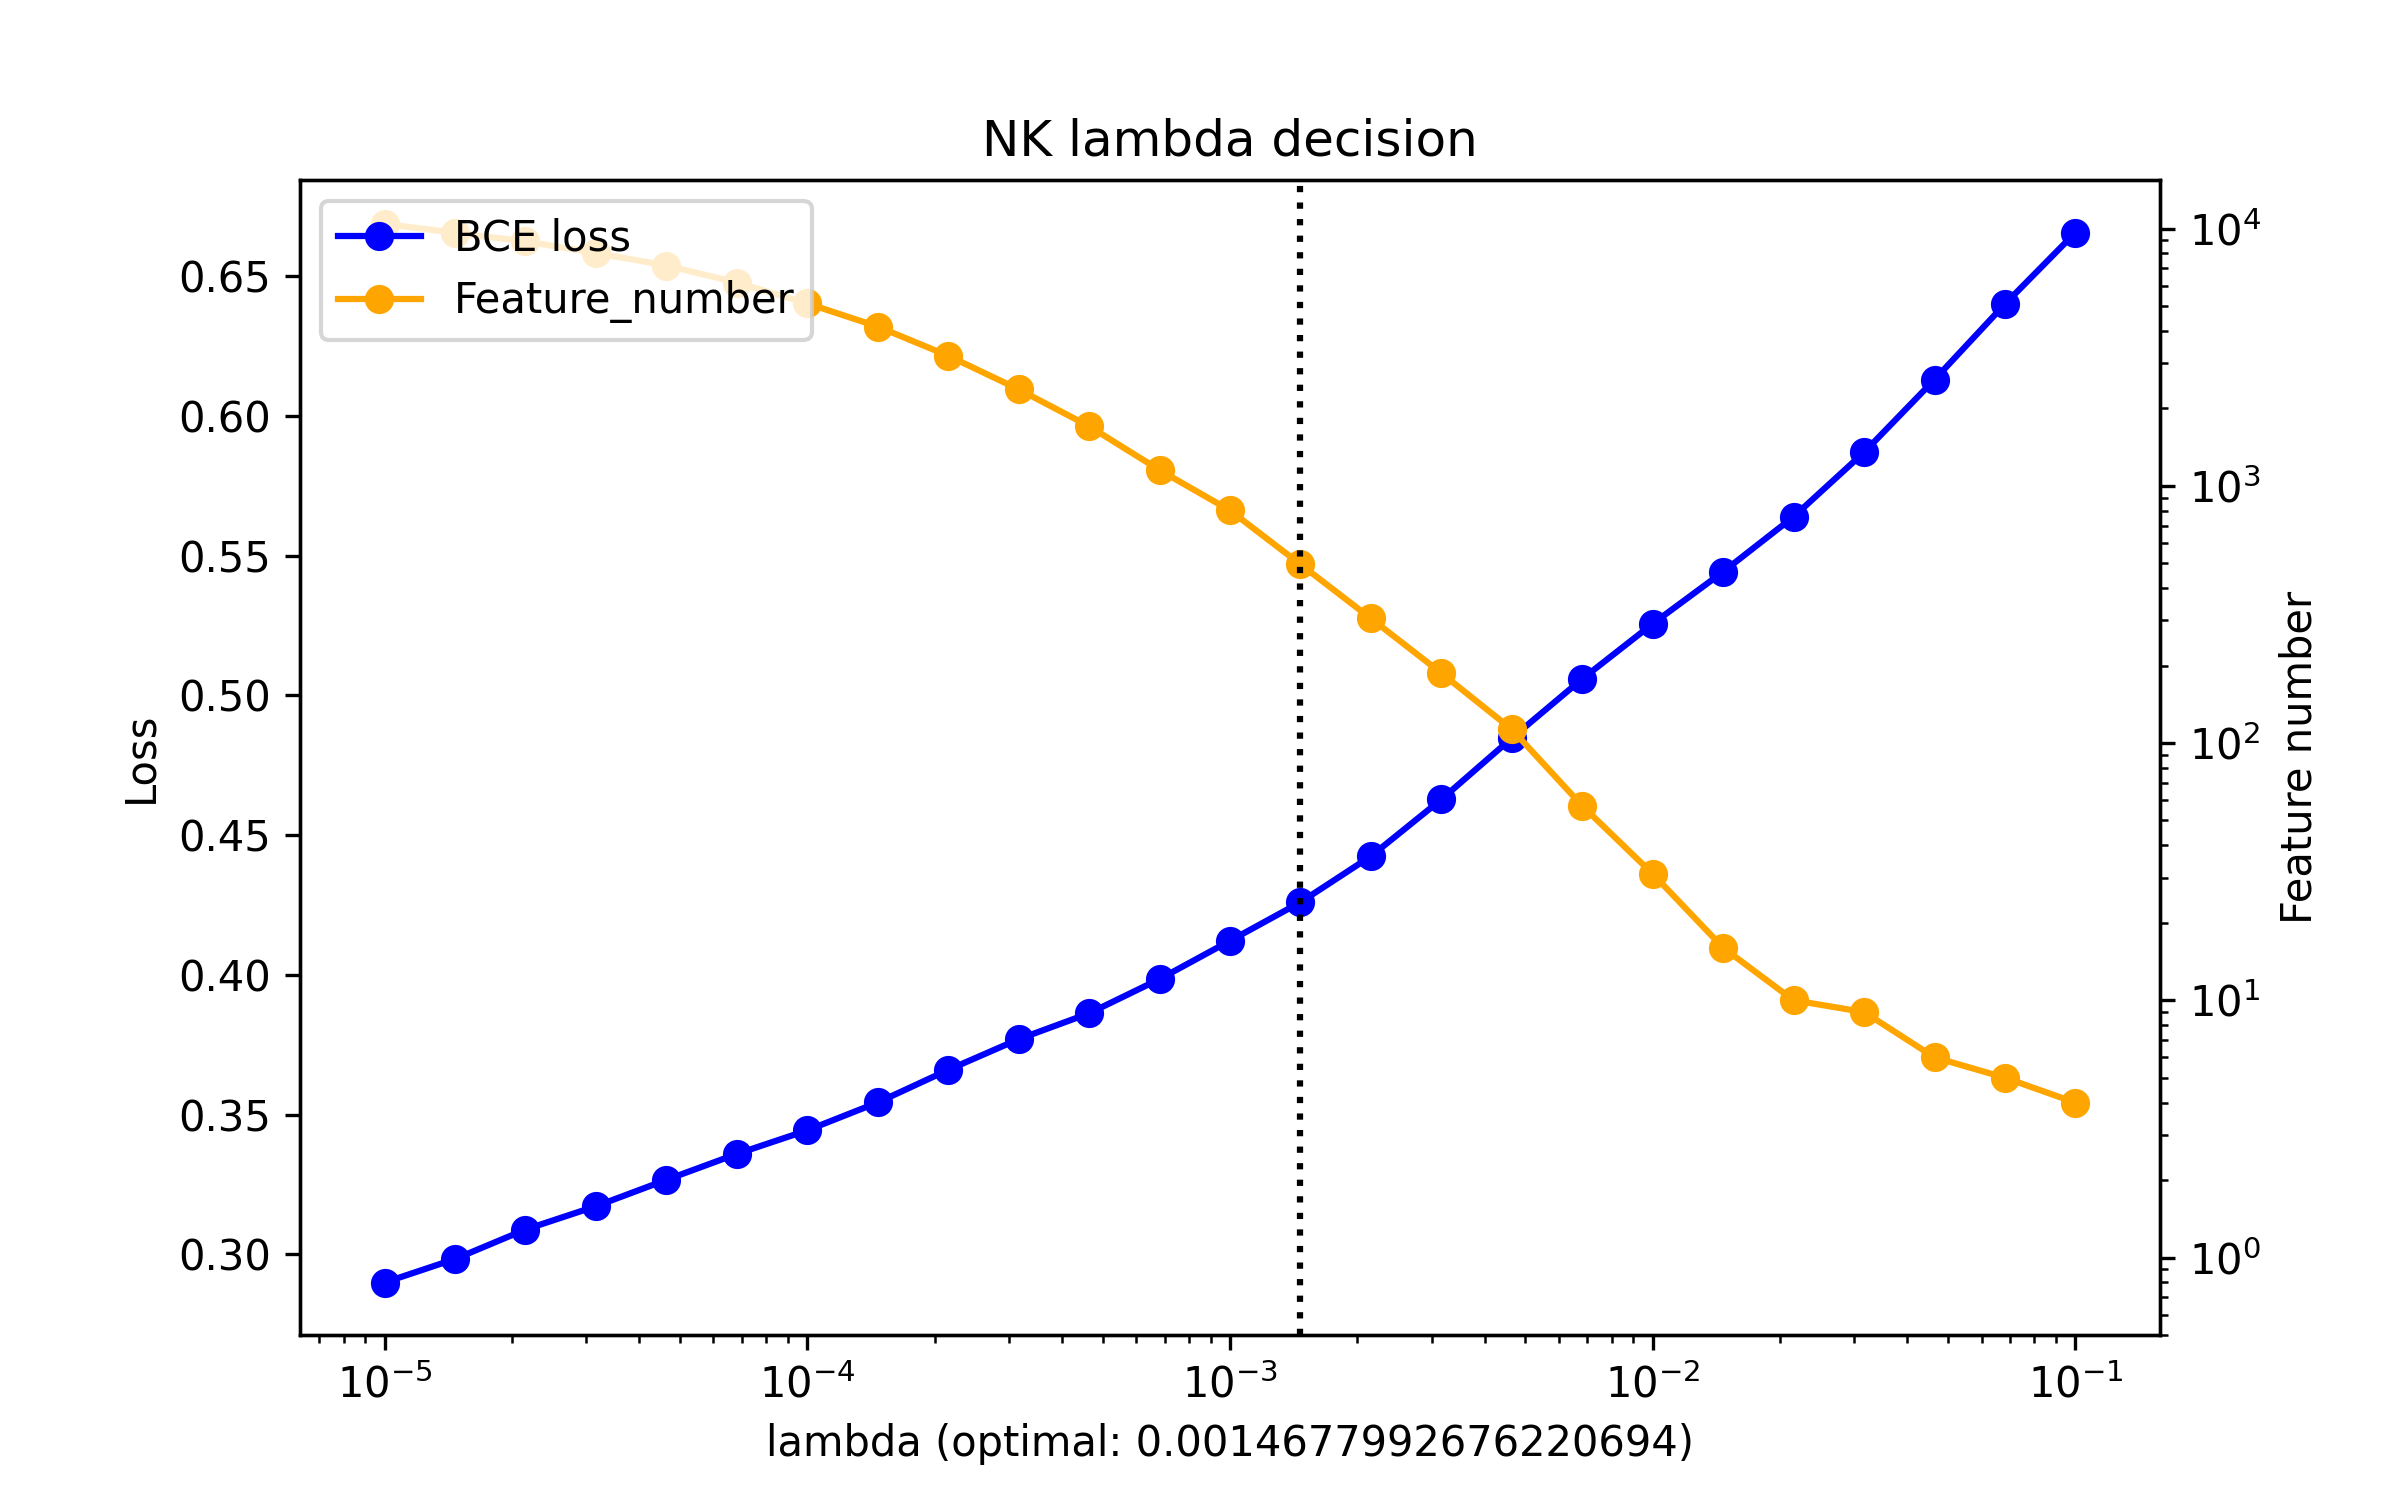 NK lambda decision
BCE loss
Feature_number
0.65
0.60
0.55
0.50
0.45
0.40
0.35
0.30
Loss
10⁴
10³
10²
10¹
10⁰
Feature number
10⁻⁵ 10⁻⁴ 10⁻³ 10⁻² 10⁻¹
lambda (optimal: 0.0014677992676220694)